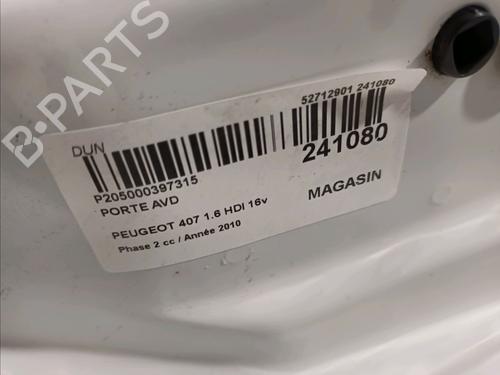 B-PARTS
DUN
P205000397315
PORTE AVD
PEUGEOT 407 1.6 HDI 16v
Phase 2 cc / Année 2010
52712901 241080
241080
MAGASIN